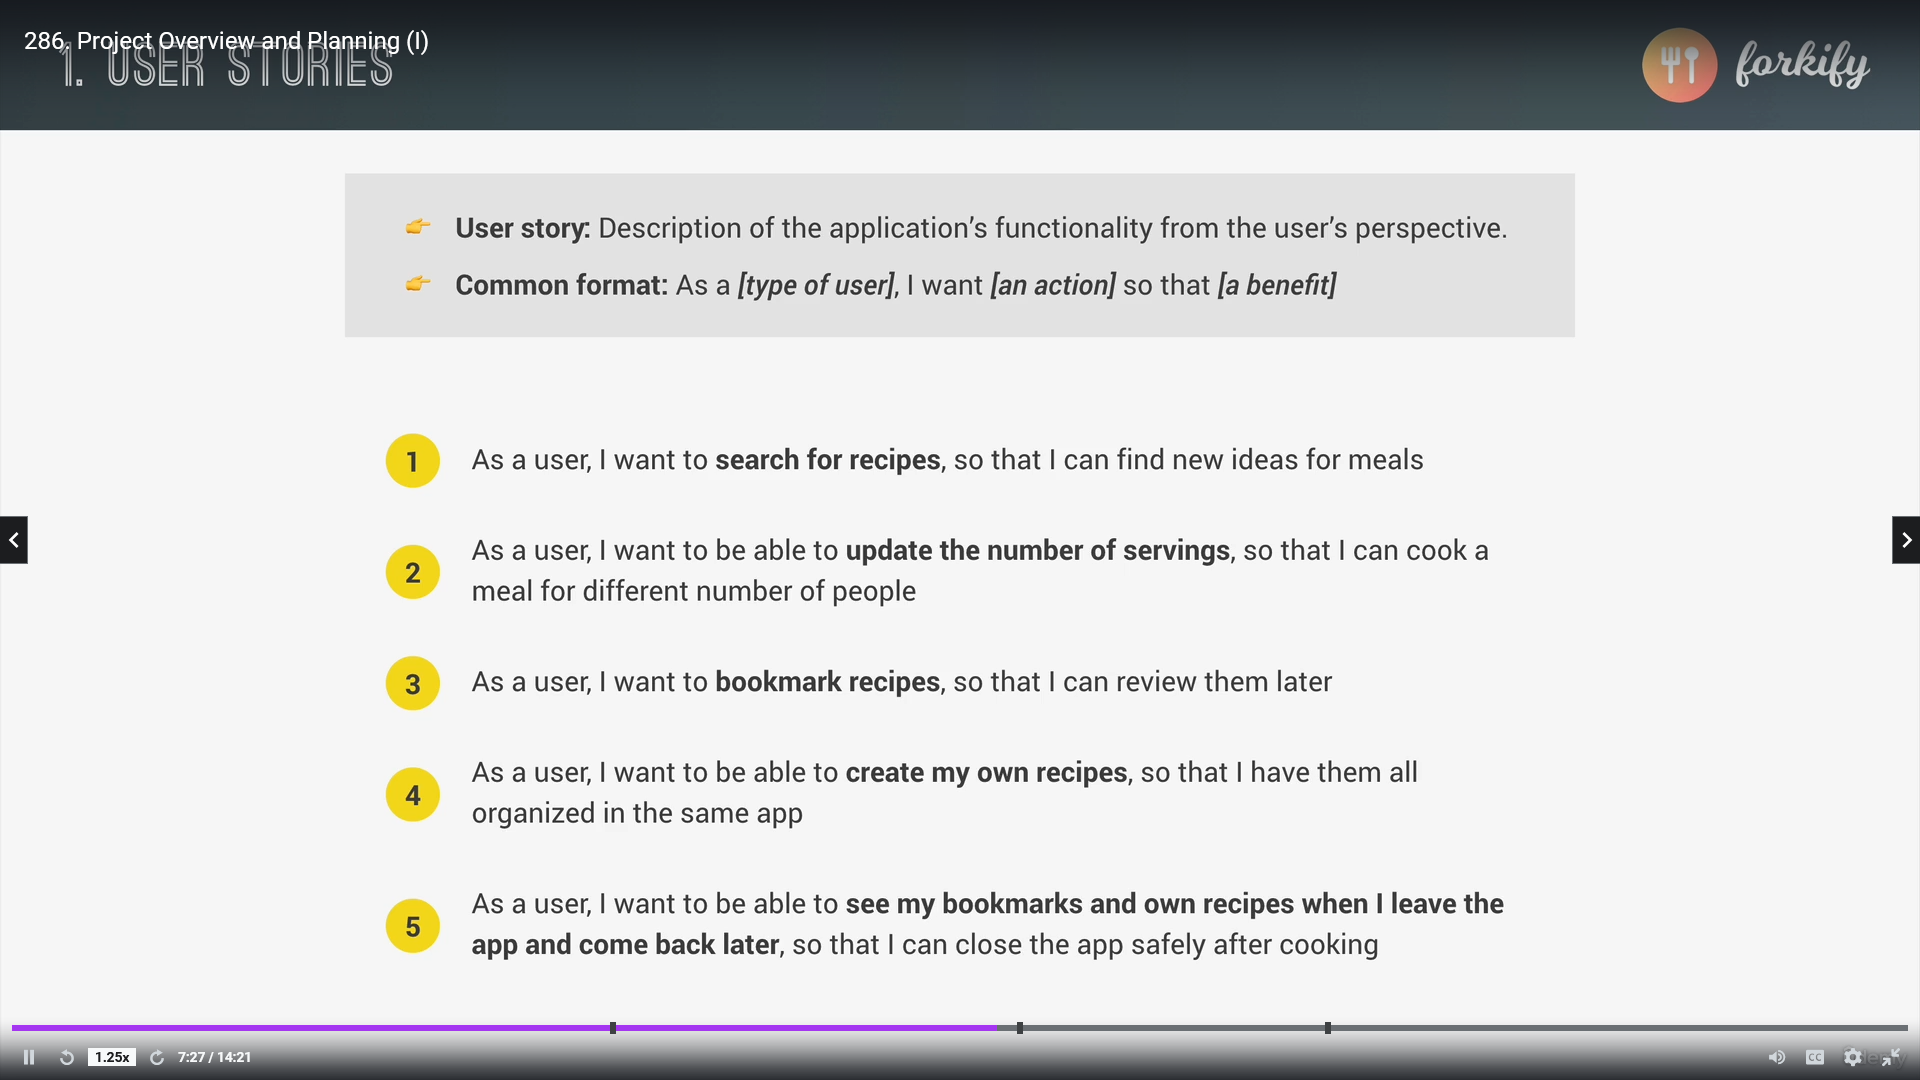 286. Project Overview and Planning (I)
1. USER STORIES
forkify
User story: Description of the application’s functionality from the user’s perspective.
Common format: As a [type of user], I want [an action] so that [a benefit]
1 As a user, I want to search for recipes, so that I can find new ideas for meals
2 As a user, I want to be able to update the number of servings, so that I can cook a
meal for different number of people
3 As a user, I want to bookmark recipes, so that I can review them later
4 As a user, I want to be able to create my own recipes, so that I have them all
organized in the same app
5 As a user, I want to be able to see my bookmarks and own recipes when I leave the
app and come back later, so that I can close the app safely after cooking
1.25x 7:27 / 14:21 CC